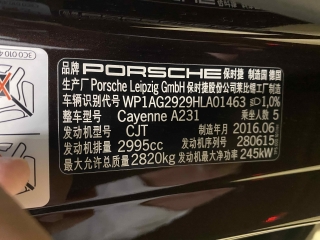 3C0 010 4
品牌 PORSCHE 保时捷 制造国 德国
生产厂 Porsche Leipzig GmbH 保时捷股份公司莱比锡工厂制造
车辆识别代号 WP1AG2929HLA01463 1,0%
整车型号 Cayenne A231 乘坐人数 5
发动机型号 CJT 制造年月 2016.06
发动机排量 2995cc 发动机序列号 280615
最大允许总质量 2820kg 发动机最大净功率 245kW